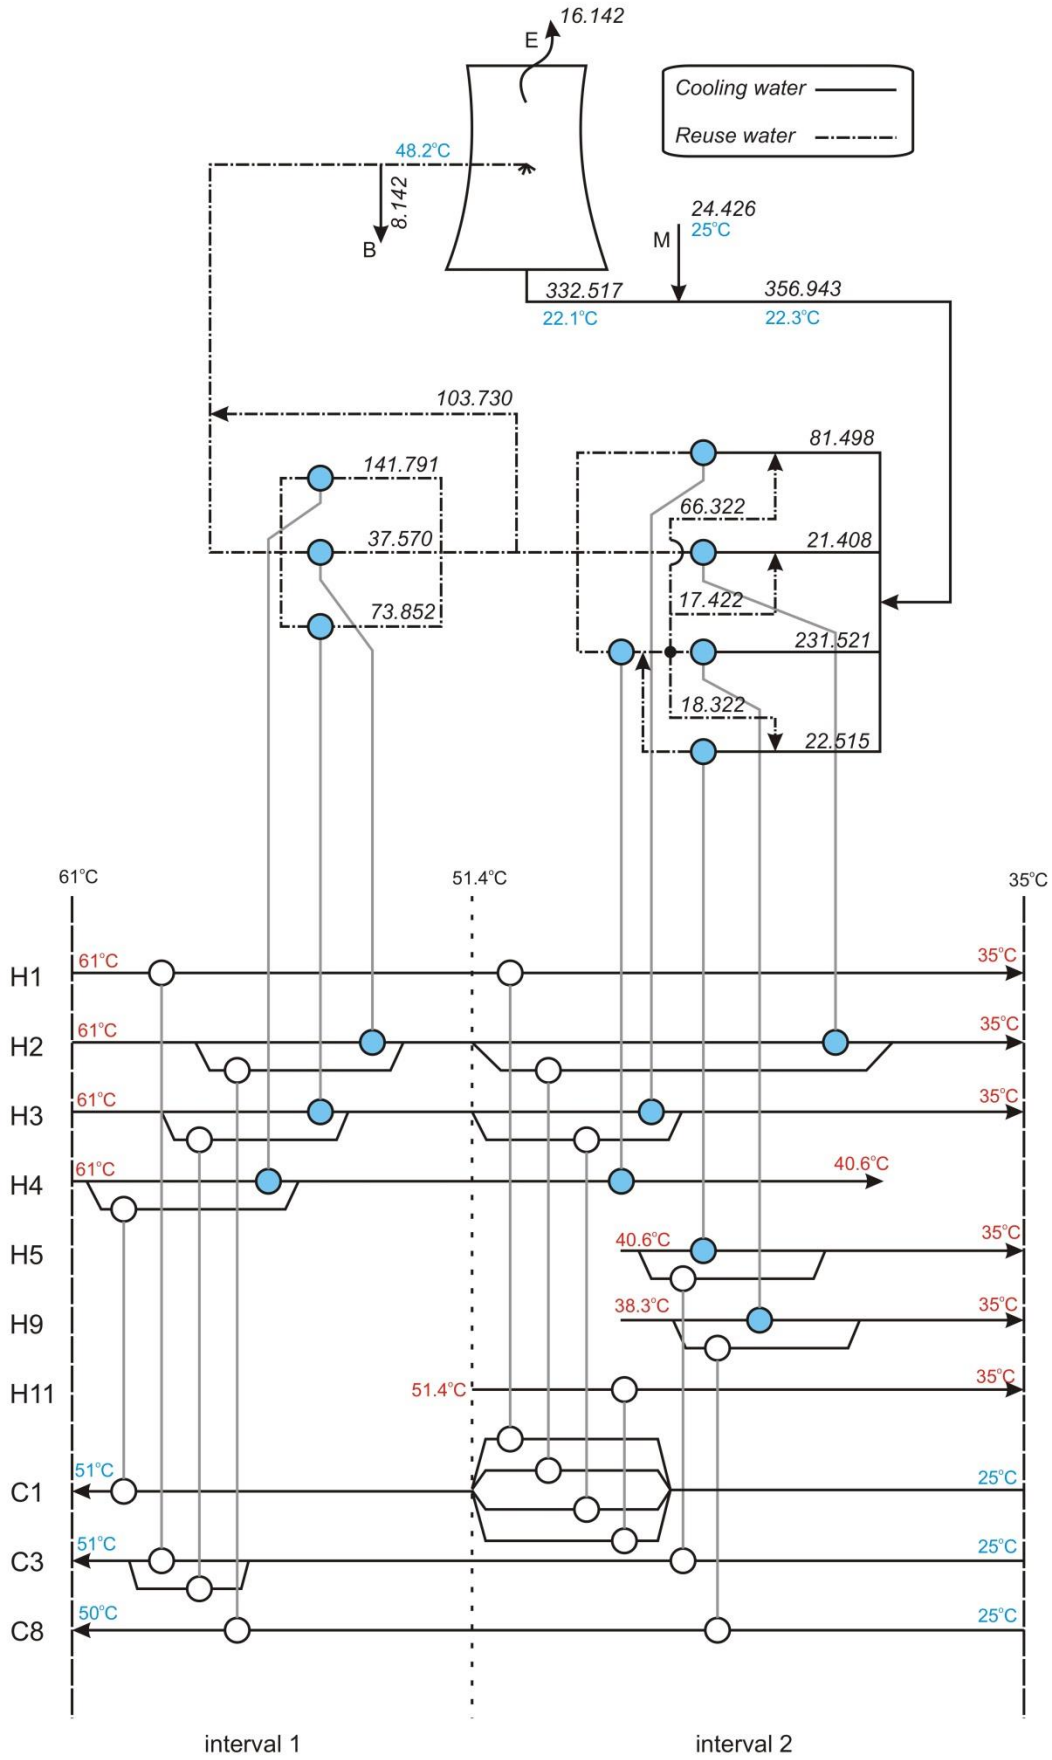 16.142
E
Cooling water
Reuse water
48.2°C
8.142
B
24.426
25°C
M
332.517
22.1°C
356.943
22.3°C
103.730
141.791
37.570
73.852
81.498
66.322
21.408
17.422
231.521
18.322
22.515
61°C
51.4°C
35°C
H1
61°C
35°C
H2
61°C
35°C
H3
61°C
35°C
H4
61°C
40.6°C
H5
40.6°C
35°C
H9
38.3°C
35°C
H11
51.4°C
35°C
C1
51°C
25°C
C3
51°C
25°C
C8
50°C
25°C
interval 1
interval 2